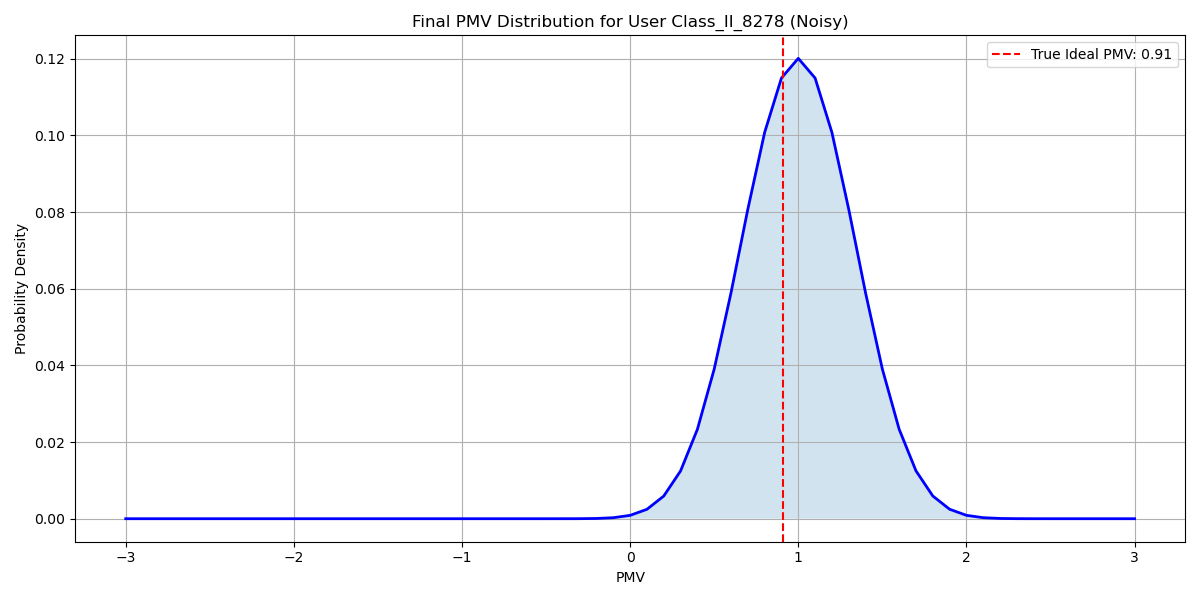 Final PMV Distribution for User Class_II_8278 (Noisy)
True Ideal PMV: 0.91
0.12
0.10
0.08
0.06
0.04
0.02
0.00
Probability Density
−3 −2 −1 0 1 2 3
PMV